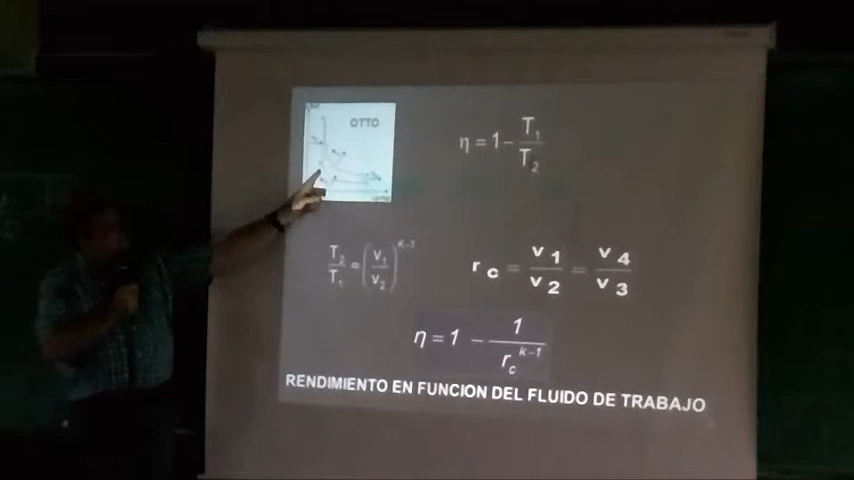 OTTO
η = 1 - T1/T2
T2/T1 = (v1/v2)^K-1
rc = v1/v2 = v4/v3
η = 1 - 1/rc^k-1
RENDIMIENTO EN FUNCION DEL FLUIDO DE TRABAJO